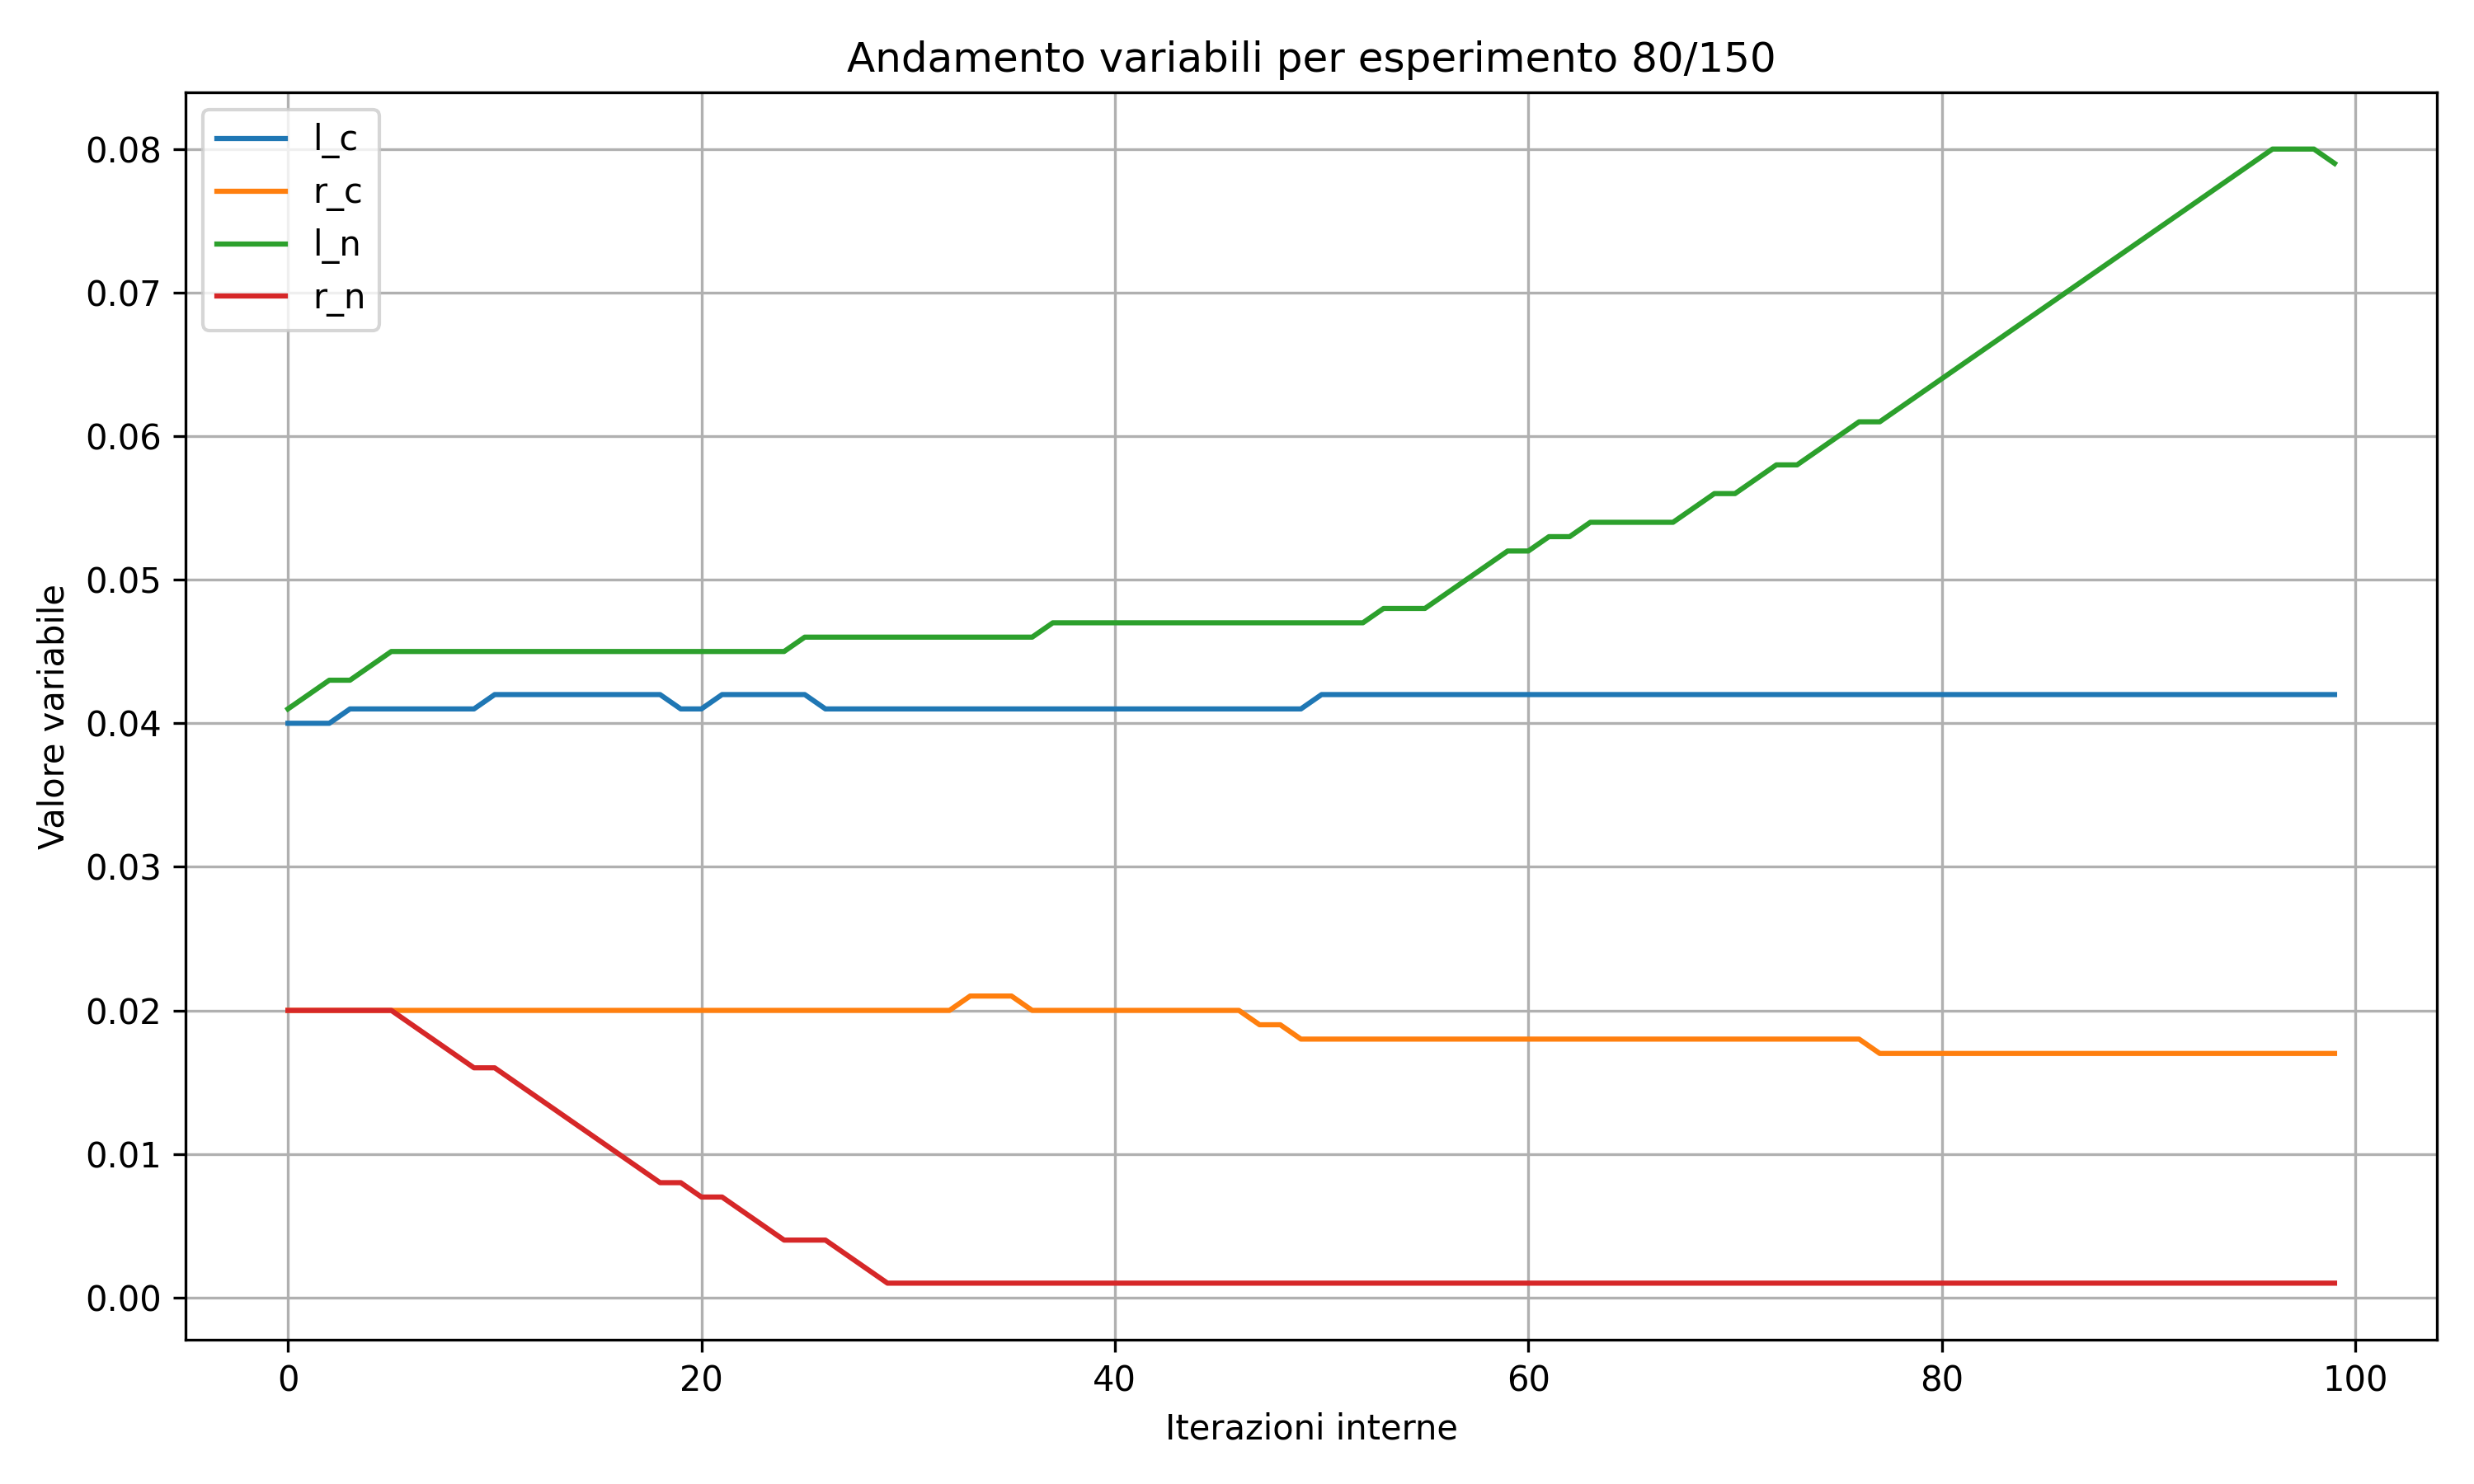 Andamento variabili per esperimento 80/150
l_c
r_c
l_n
r_n
0.08
0.07
0.06
0.05
0.04
0.03
0.02
0.01
0.00
Valore variabile
0 20 40 60 80 100
Iterazioni interne